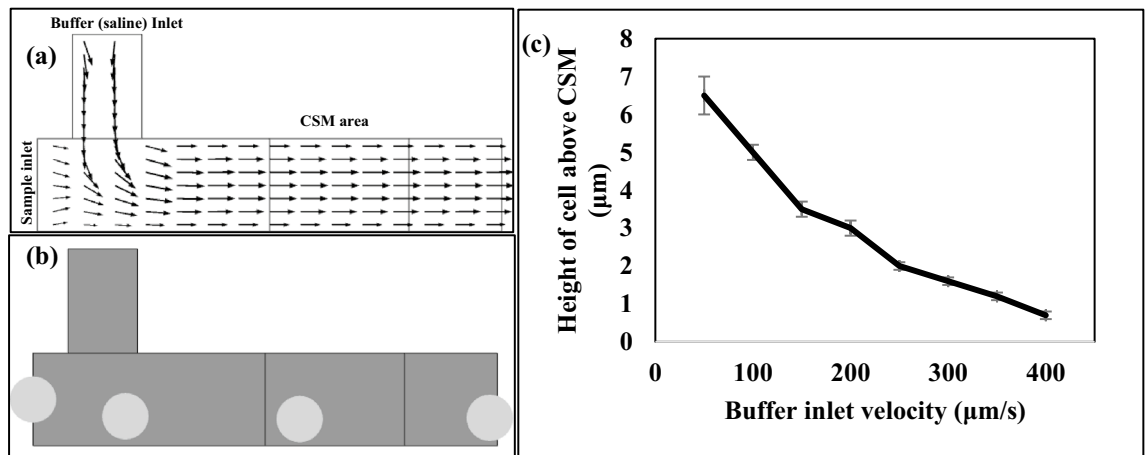 Buffer (saline) Inlet
(a)
CSM area
Sample inlet
(b)
(c)
8
7
6
5
4
3
2
1
0
Height of cell above CSM
(µm)
0
100
200
300
400
Buffer inlet velocity (µm/s)